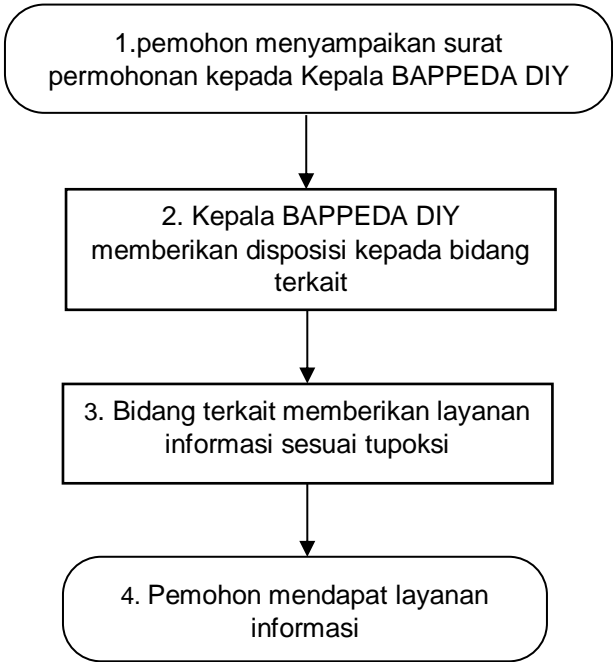 1.pemohon menyampaikan surat
permohonan kepada Kepala BAPPEDA DIY
2. Kepala BAPPEDA DIY
memberikan disposisi kepada bidang
terkait
3. Bidang terkait memberikan layanan
informasi sesuai tupoksi
4. Pemohon mendapat layanan
informasi